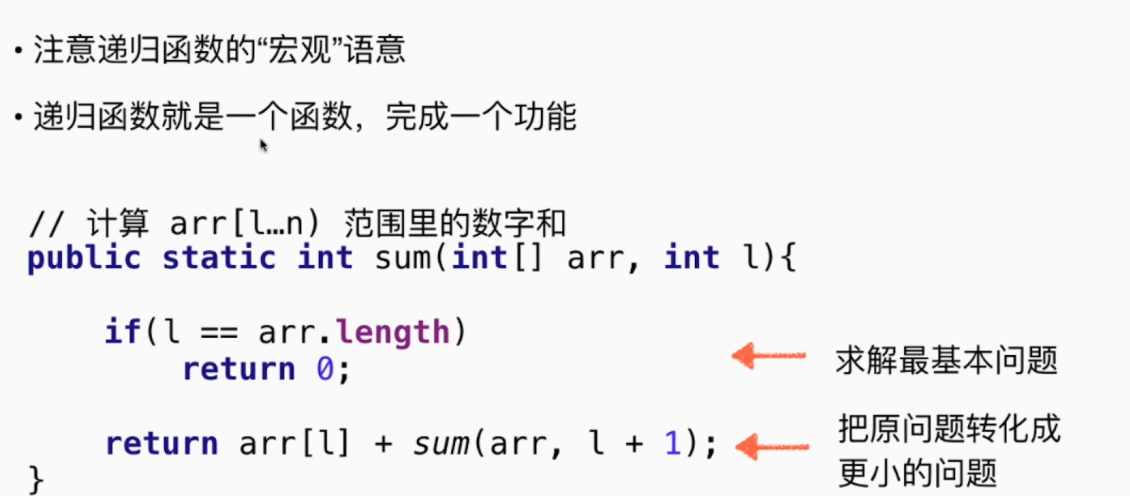 • 注意递归函数的“宏观”语意
• 递归函数就是一个函数，完成一个功能
// 计算 arr[l…n) 范围里的数字和
public static int sum(int[] arr, int l){
if(l == arr.length)
return 0;
求解最基本问题
return arr[l] + sum(arr, l + 1);
把原问题转化成
更小的问题
}